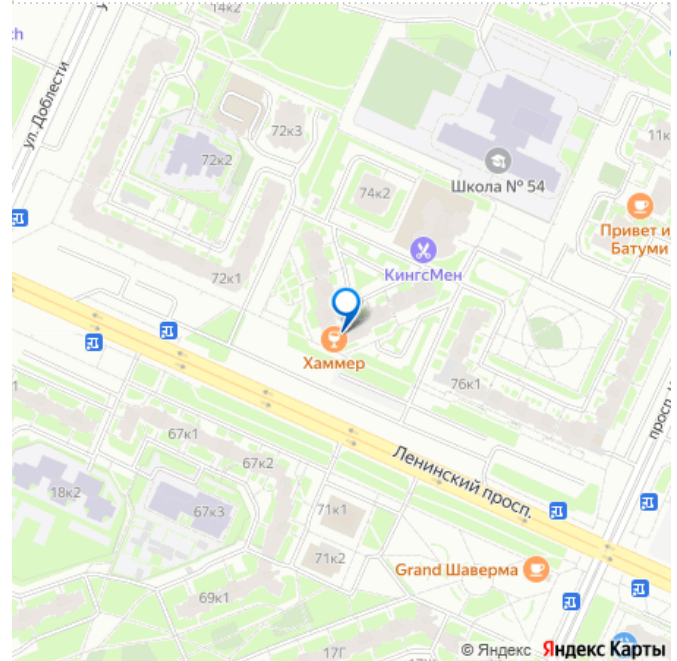 14к2
ch
ул. Доблести
72к3
72к2
11к
74к2
Школа № 54
Привет и
Батуми
КингсМен
72к1
Хаммер
76к1
67к1
67к2
Ленинский просп.
18к2
67к3
71к1
71к2
Grand Шаверма
69к1
17Г
просп.
© Яндекс Яндекс Карты